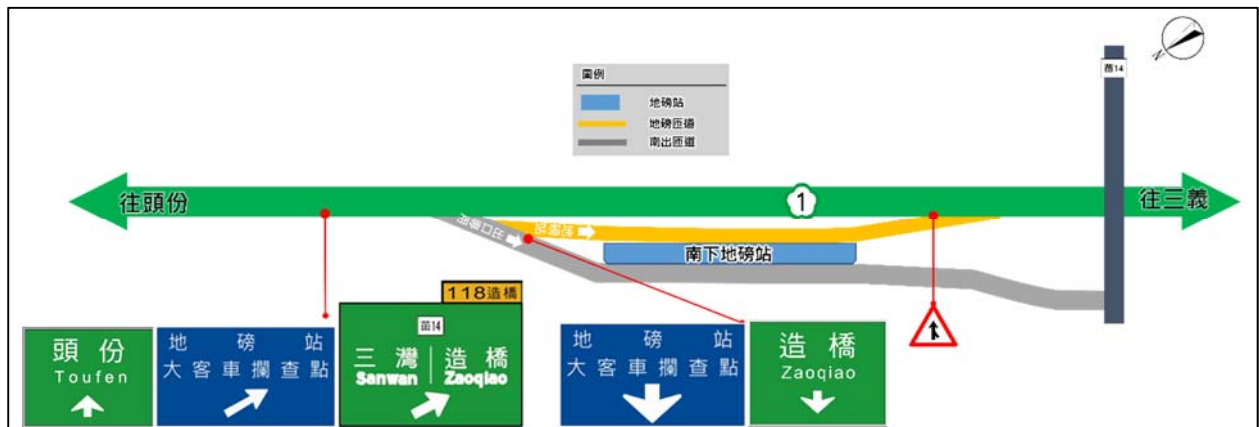 N
苗14
圖例
地磅站
地磅匝道
南出匝道
往頭份
1
往三義
南下地磅站
118造橋
頭份
Toufen
地磅站
大客車攔查點
苗14
三灣 造橋
Sanwan Zaoqiao
地磅站
大客車攔查點
造橋
Zaoqiao